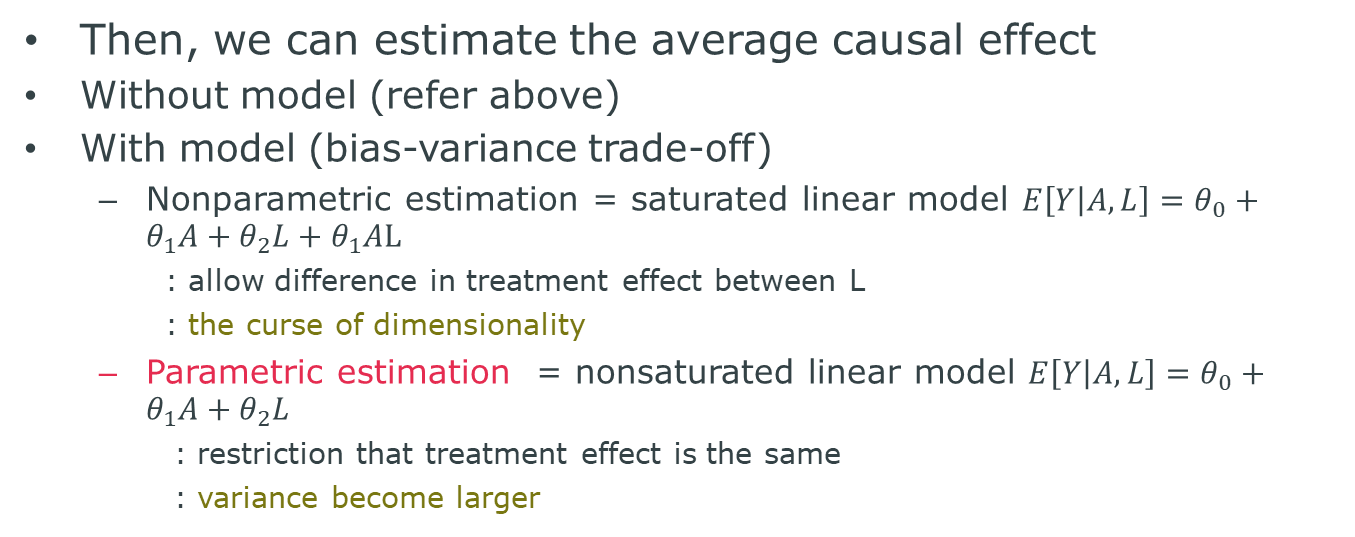 • Then, we can estimate the average causal effect
• Without model (refer above)
• With model (bias-variance trade-off)
– Nonparametric estimation = saturated linear model E[Y|A, L] = θ₀ +
θ₁A + θ₂L + θ₁AL
: allow difference in treatment effect between L
: the curse of dimensionality
– Parametric estimation = nonsaturated linear model E[Y|A, L] = θ₀ +
θ₁A + θ₂L
: restriction that treatment effect is the same
: variance become larger